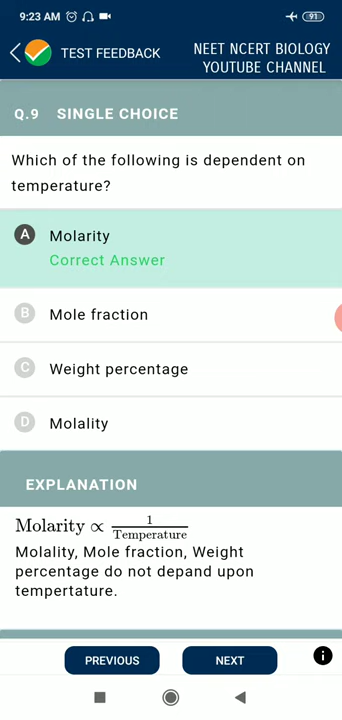 9:23 AM
91
TEST FEEDBACK
NEET NCERT BIOLOGY
YOUTUBE CHANNEL
Q.9 SINGLE CHOICE
Which of the following is dependent on
temperature?
A Molarity
Correct Answer
B Mole fraction
C Weight percentage
D Molality
EXPLANATION
Molarity ∝ 1/Temperature
Molality, Mole fraction, Weight
percentage do not depand upon
tempertature.
PREVIOUS
NEXT
i